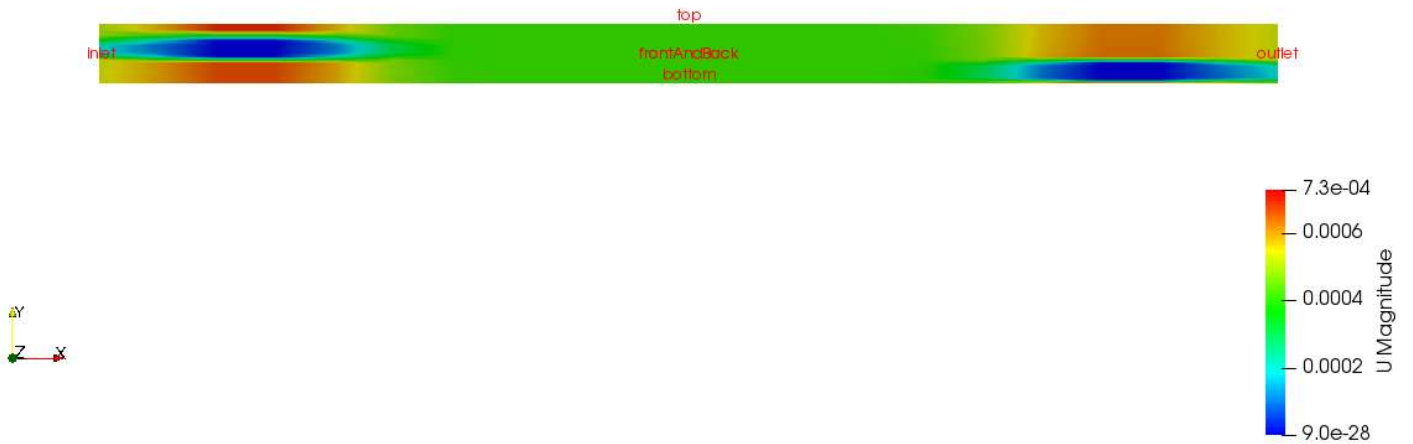 top
inlet
frontAndBack
outlet
bottom
7.3e-04
0.0006
0.0004
0.0002
9.0e-28
U Magnitude
Y
Z
X